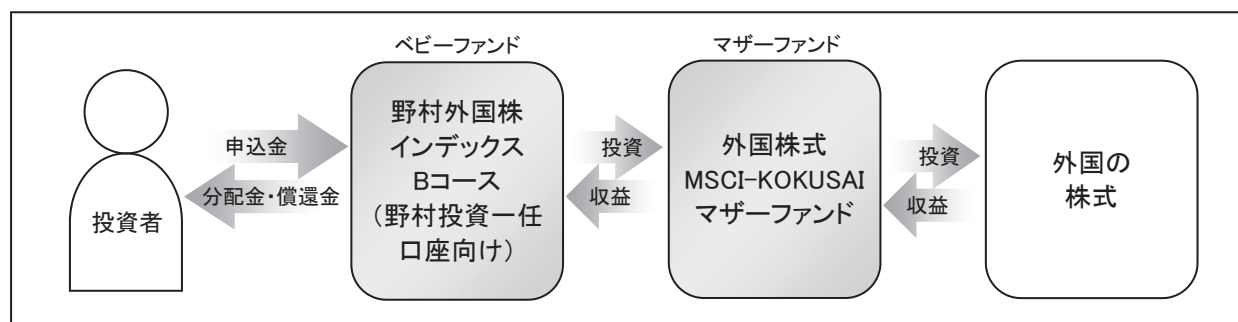 ベビーファンド
マザーファンド
投資者
申込金
分配金・償還金
野村外国株
インデックス
Bコース
(野村投資一任
口座向け)
投資
収益
外国株式
MSCI-KOKUSAI
マザーファンド
投資
収益
外国の
株式